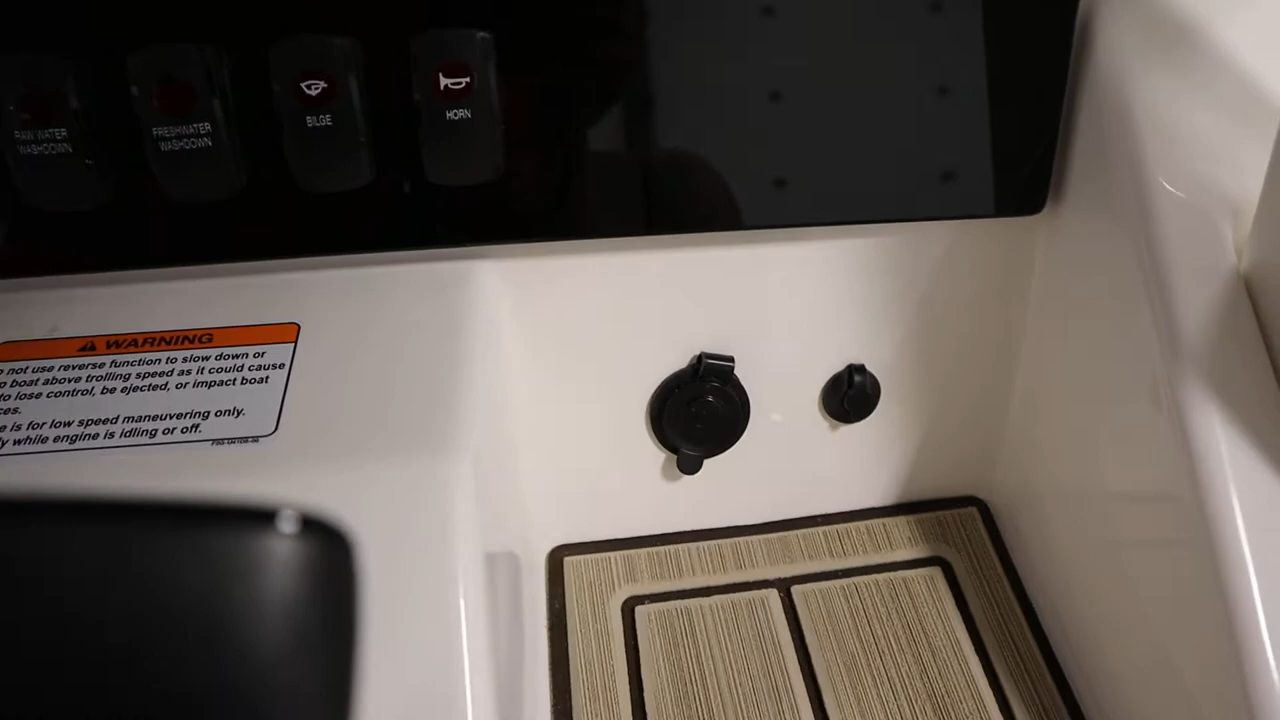 RAW WATER
WASHDOWN
FRESHWATER
WASHDOWN
BILGE
HORN
WARNING
not use reverse function to slow down or
boat above trolling speed as it could cause
to lose control, be ejected, or impact boat
is for low speed maneuvering only.
while engine is idling or off.